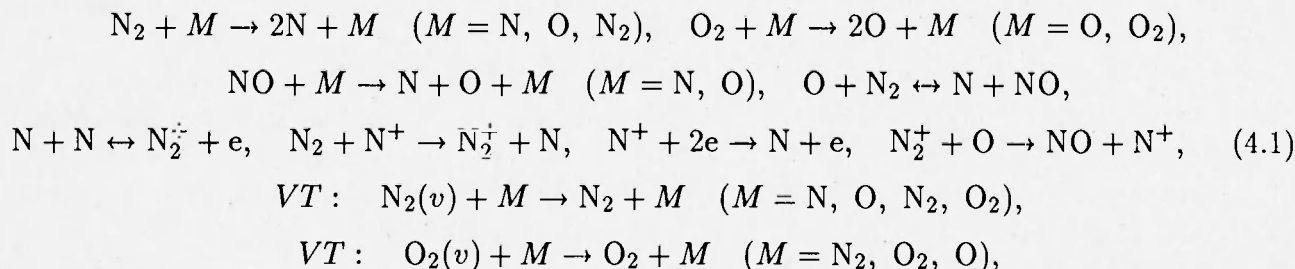 N₂ + M → 2N + M (M = N, O, N₂), O₂ + M → 2O + M (M = O, O₂),
NO + M → N + O + M (M = N, O), O + N₂ ↔ N + NO,
N + N ↔ N₂⁺ + e, N₂ + N⁺ → N₂⁺ + N, N⁺ + 2e → N + e, N₂⁺ + O → NO + N⁺, (4.1)
VT : N₂(v) + M → N₂ + M (M = N, O, N₂, O₂),
VT : O₂(v) + M → O₂ + M (M = N₂, O₂, O),